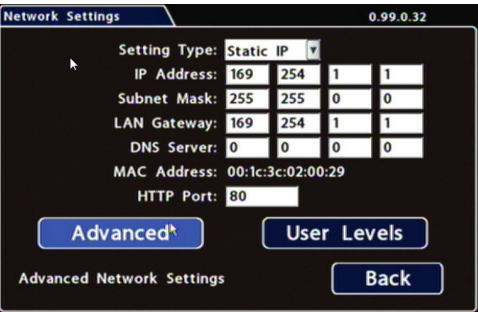 Network Settings 0.99.0.32
Setting Type: Static IP
IP Address: 169 254 1 1
Subnet Mask: 255 255 0 0
LAN Gateway: 169 254 1 1
DNS Server: 0 0 0 0
MAC Address: 00:1c:3c:02:00:29
HTTP Port: 80
Advanced User Levels
Advanced Network Settings Back